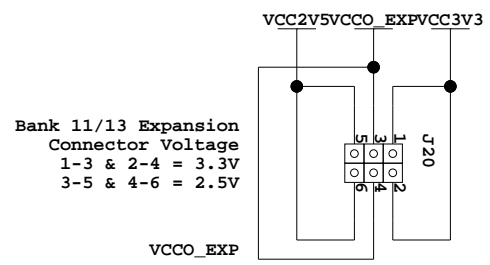 VCC2V5VCCO_EXPVCC3V3
Bank 11/13 Expansion
Connector Voltage
1-3 & 2-4 = 3.3V
3-5 & 4-6 = 2.5V
5 3 1
J20
6 4 2
VCCO_EXP